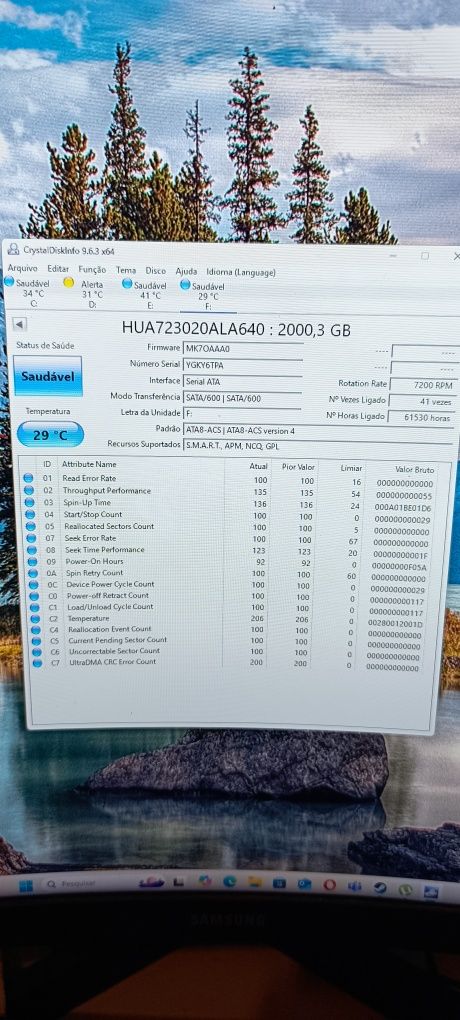 CrystalDiskInfo 9.6.3 x64
Arquivo Editar Função Tema Disco Ajuda Idioma (Language)
Saudável Alerta Saudável Saudável
34 °C 31 °C 41 °C 29 °C
C: D: E: F:
HUA723020ALA640 : 2000,3 GB
Status de Saúde
Saudável
Temperatura
29 °C
Firmware MK7OAAA0
Número Serial YGKY6TPA
Interface Serial ATA
Modo Transferência SATA/600 | SATA/600
Letra da Unidade F:
Padrão ATA8-ACS | ATA8-ACS version 4
Recursos Suportados S.M.A.R.T., APM, NCQ, GPL
---- ----
---- ----
Rotation Rate 7200 RPM
Nº Vezes Ligado 41 vezes
Nº Horas Ligado 61530 horas
ID Attribute Name Atual Pior Valor Limiar Valor Bruto
01 Read Error Rate 100 100 16 000000000000
02 Throughput Performance 135 135 54 000000000055
03 Spin-Up Time 136 136 24 000A01BE01D6
04 Start/Stop Count 100 100 0 000000000029
05 Reallocated Sectors Count 100 100 5 000000000000
07 Seek Error Rate 100 100 67 000000000000
08 Seek Time Performance 123 123 20 00000000001F
09 Power-On Hours 92 92 0 00000000F05A
0A Spin Retry Count 100 100 60 000000000000
0C Device Power Cycle Count 100 100 0 000000000029
C0 Power-off Retract Count 100 100 0 000000000117
C1 Load/Unload Cycle Count 100 100 0 000000000117
C2 Temperature 206 206 0 00280012001D
C4 Reallocation Event Count 100 100 0 000000000000
C5 Current Pending Sector Count 100 100 0 000000000000
C6 Uncorrectable Sector Count 100 100 0 000000000000
C7 UltraDMA CRC Error Count 200 200 0 000000000000
Pesquisar
SAMSUNG